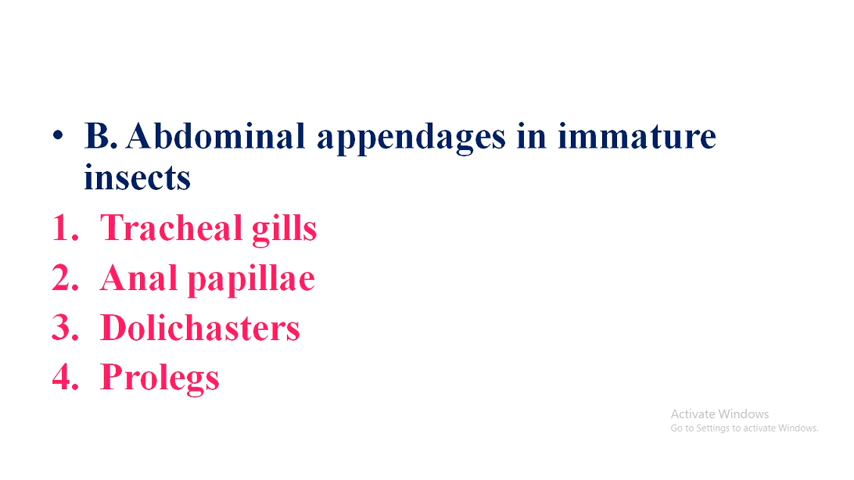 • B. Abdominal appendages in immature
insects
1. Tracheal gills
2. Anal papillae
3. Dolichasters
4. Prolegs
Activate Windows
Go to Settings to activate Windows.